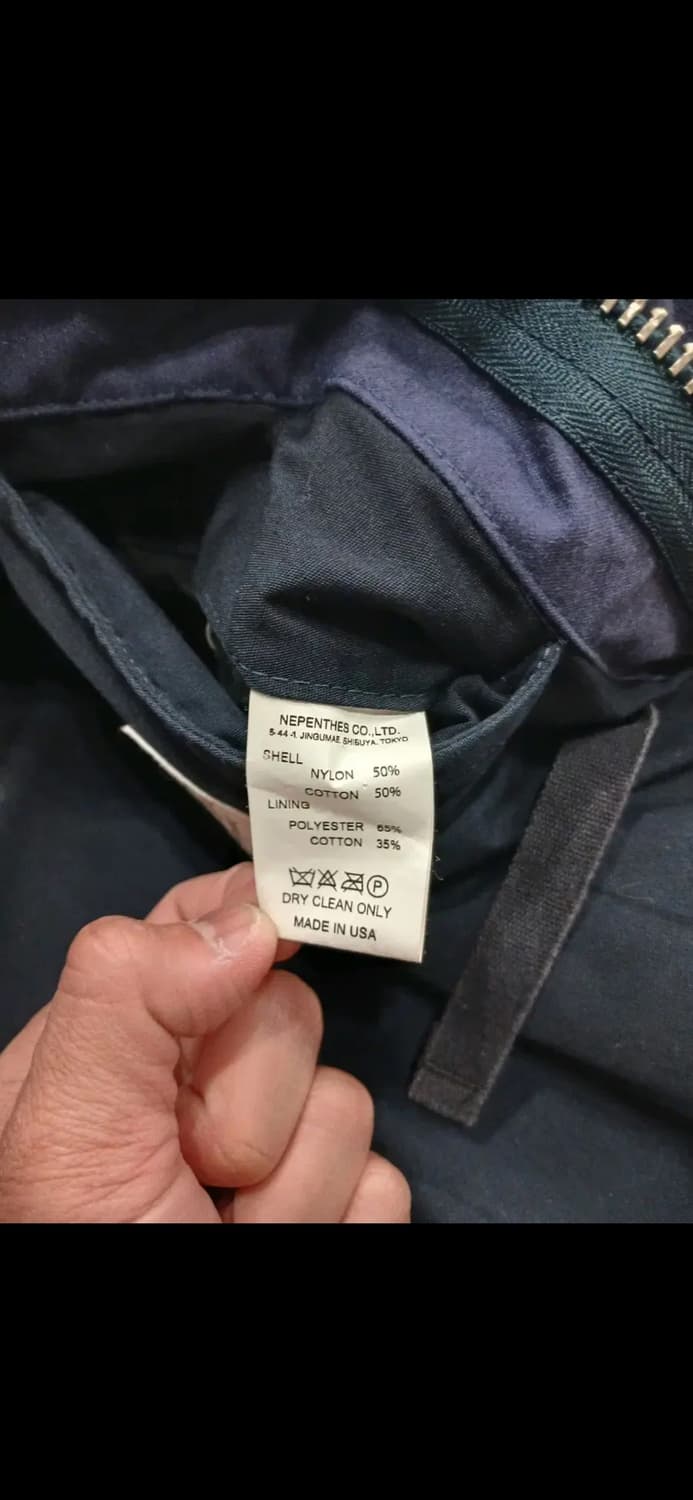 NEPENTHES CO.,LTD.
5-44-1, JINGUMAE SHIBUYA, TOKYO
SHELL
NYLON 50%
COTTON 50%
LINING
POLYESTER 65%
COTTON 35%
P
DRY CLEAN ONLY
MADE IN USA